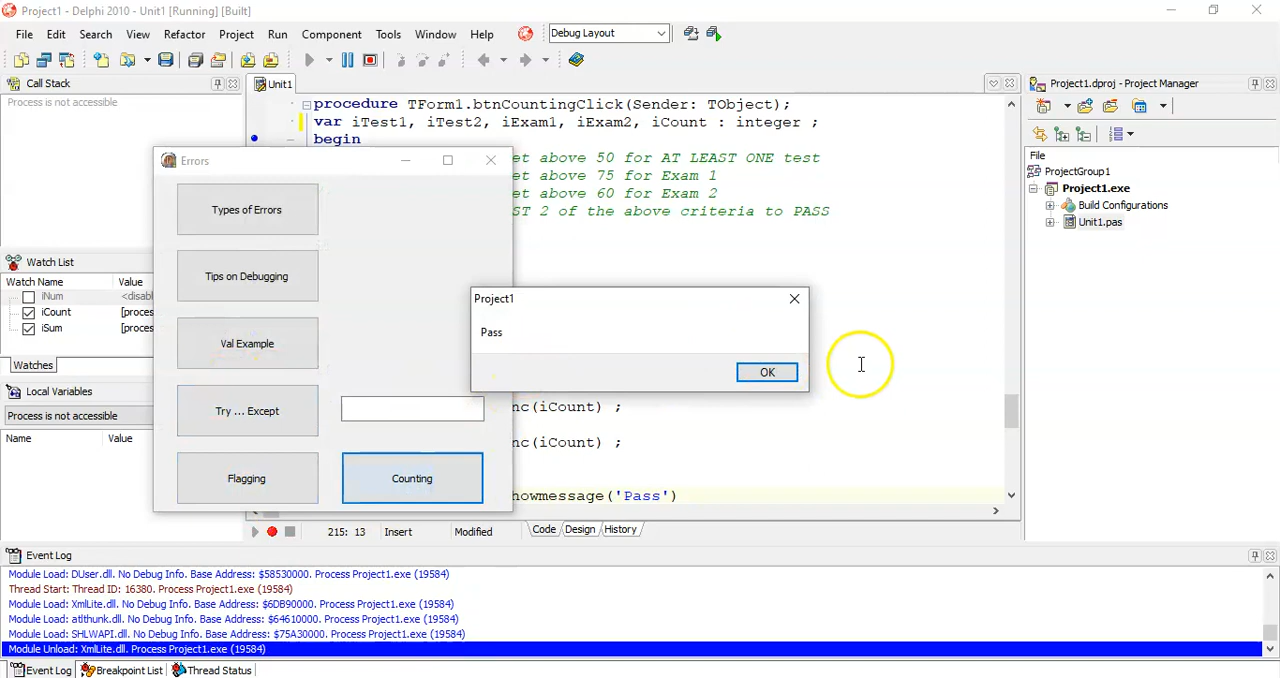 Project1 - Delphi 2010 - Unit1 [Running] [Built]
File Edit Search View Refactor Project Run Component Tools Window Help Debug Layout
Call Stack
Process is not accessible
Unit1
procedure TForm1.btnCountingClick(Sender: TObject);
var iTest1, iTest2, iExam1, iExam2, iCount : integer ;
begin
et above 50 for AT LEAST ONE test
et above 75 for Exam 1
et above 60 for Exam 2
ST 2 of the above criteria to PASS
nc(iCount) ;
nc(iCount) ;
howmessage('Pass')
Errors
Types of Errors
Tips on Debugging
Val Example
Try ... Except
Flagging
Counting
Project1
Pass
OK
Watch List
Watch Name Value
iNum <disabl
iCount [proces
iSum [proces
Watches
Local Variables
Process is not accessible
Name Value
215: 13 Insert Modified Code Design History
Project1.dproj - Project Manager
File
ProjectGroup1
Project1.exe
Build Configurations
Unit1.pas
Event Log
Module Load: DUser.dll. No Debug Info. Base Address: $58530000. Process Project1.exe (19584)
Thread Start: Thread ID: 16380. Process Project1.exe (19584)
Module Load: XmlLite.dll. No Debug Info. Base Address: $6DB90000. Process Project1.exe (19584)
Module Load: atlthunk.dll. No Debug Info. Base Address: $64610000. Process Project1.exe (19584)
Module Load: SHLWAPI.dll. No Debug Info. Base Address: $75A30000. Process Project1.exe (19584)
Module Unload: XmlLite.dll. Process Project1.exe (19584)
Event Log Breakpoint List Thread Status